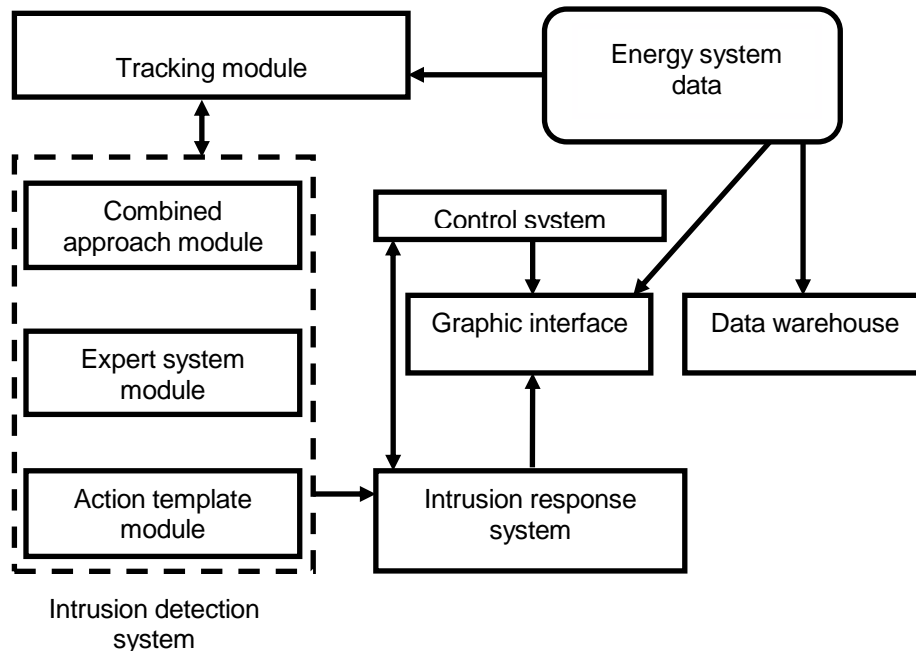 Tracking module
Energy system
data
Combined
approach module
Control system
Graphic interface
Data warehouse
Expert system
module
Action template
module
Intrusion response
system
Intrusion detection
system